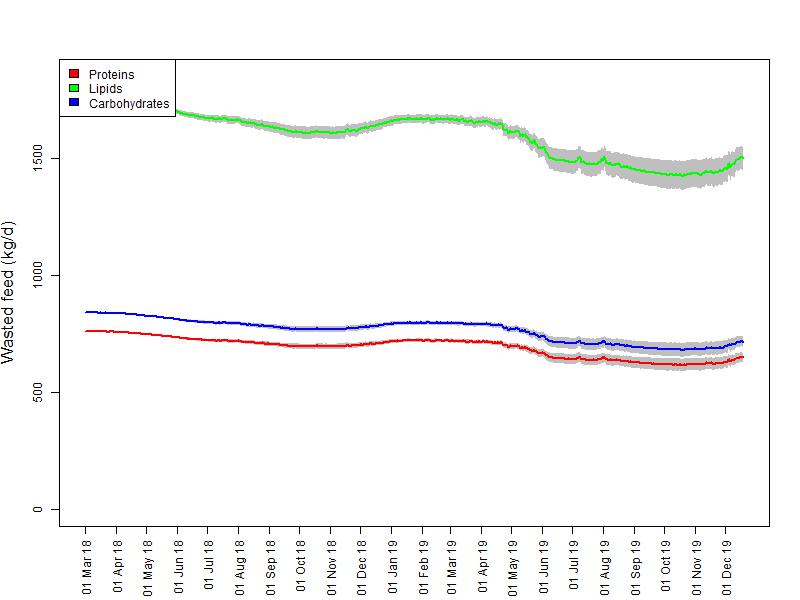 Proteins
Lipids
Carbohydrates
Wasted feed (kg/d)
1500
1000
500
0
01 Mar 18
01 Apr 18
01 May 18
01 Jun 18
01 Jul 18
01 Aug 18
01 Sep 18
01 Oct 18
01 Nov 18
01 Dec 18
01 Jan 19
01 Feb 19
01 Mar 19
01 Apr 19
01 May 19
01 Jun 19
01 Jul 19
01 Aug 19
01 Sep 19
01 Oct 19
01 Nov 19
01 Dec 19